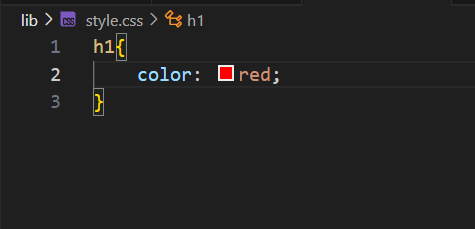 lib > style.css > h1
1 h1{
2 color: red;
3 }